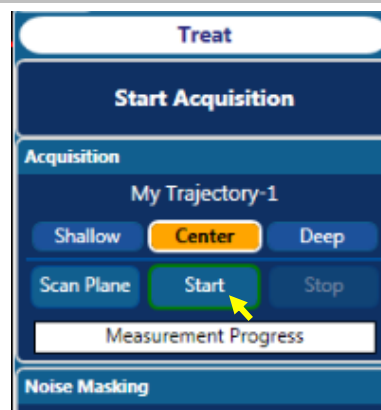 Treat
Start Acquisition
Acquisition
My Trajectory-1
Shallow Center Deep
Scan Plane Start Stop
Measurement Progress
Noise Masking